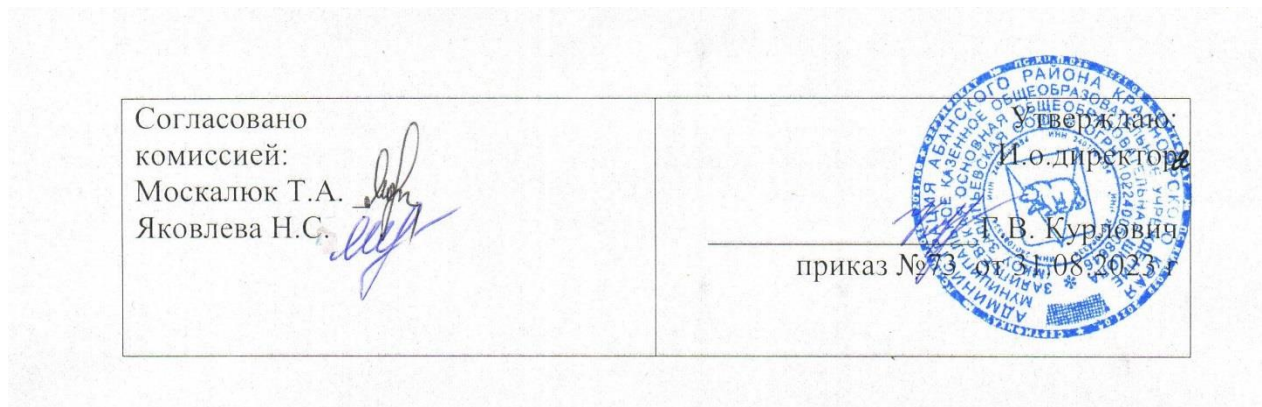 Согласовано
комиссией:
Москалюк Т.А.
Яковлева Н.С.
Утверждаю:
И.о.директора
Г.В. Курлович
приказ №73 от 31.08.2023 г